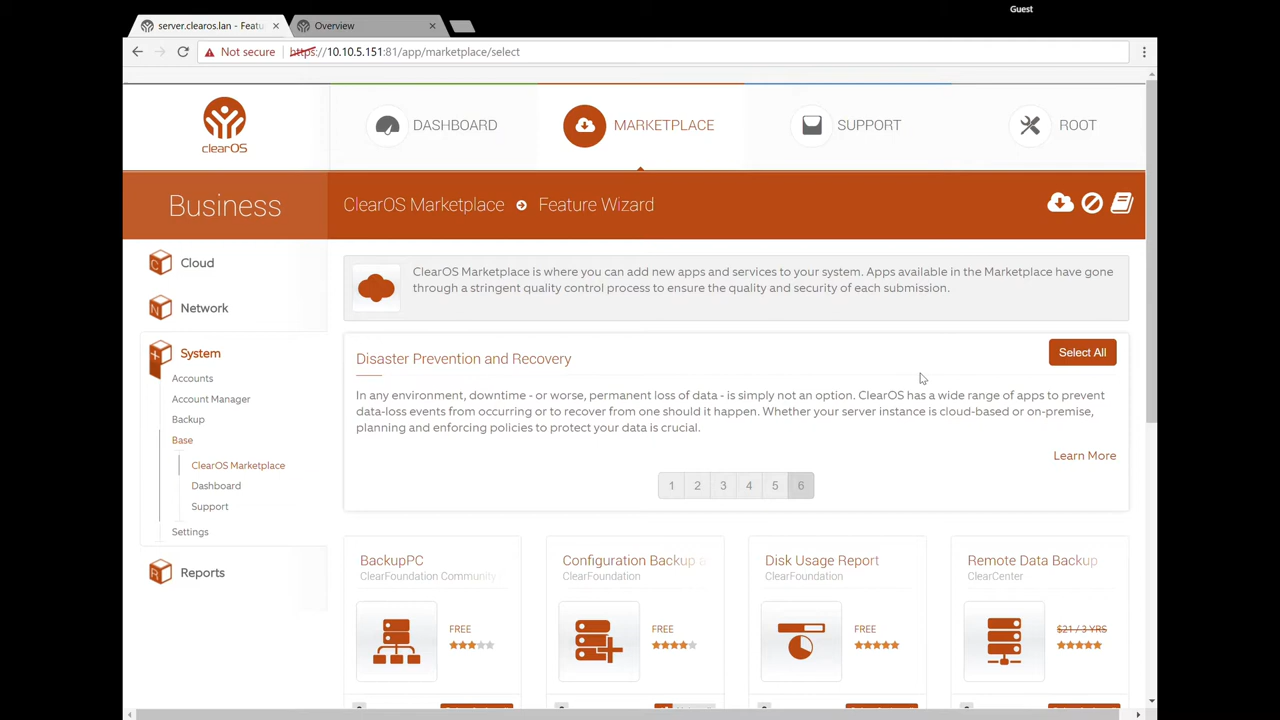 Guest
server.clearos.lan - Featu
Overview
Not secure
https://10.10.5.151:81/app/marketplace/select
clearOS
DASHBOARD
MARKETPLACE
SUPPORT
ROOT
Business
ClearOS Marketplace
Feature Wizard
Cloud
Network
System
Accounts
Account Manager
Backup
Base
ClearOS Marketplace
Dashboard
Support
Settings
Reports
ClearOS Marketplace is where you can add new apps and services to your system. Apps available in the Marketplace have gone
through a stringent quality control process to ensure the quality and security of each submission.
Disaster Prevention and Recovery
Select All
In any environment, downtime - or worse, permanent loss of data - is simply not an option. ClearOS has a wide range of apps to prevent
data-loss events from occurring or to recover from one should it happen. Whether your server instance is cloud-based or on-premise,
planning and enforcing policies to protect your data is crucial.
Learn More
1 2 3 4 5 6
BackupPC
ClearFoundation Community
FREE
Configuration Backup a
ClearFoundation
FREE
Disk Usage Report
ClearFoundation
FREE
Remote Data Backup
ClearCenter
$21 / 3 YRS